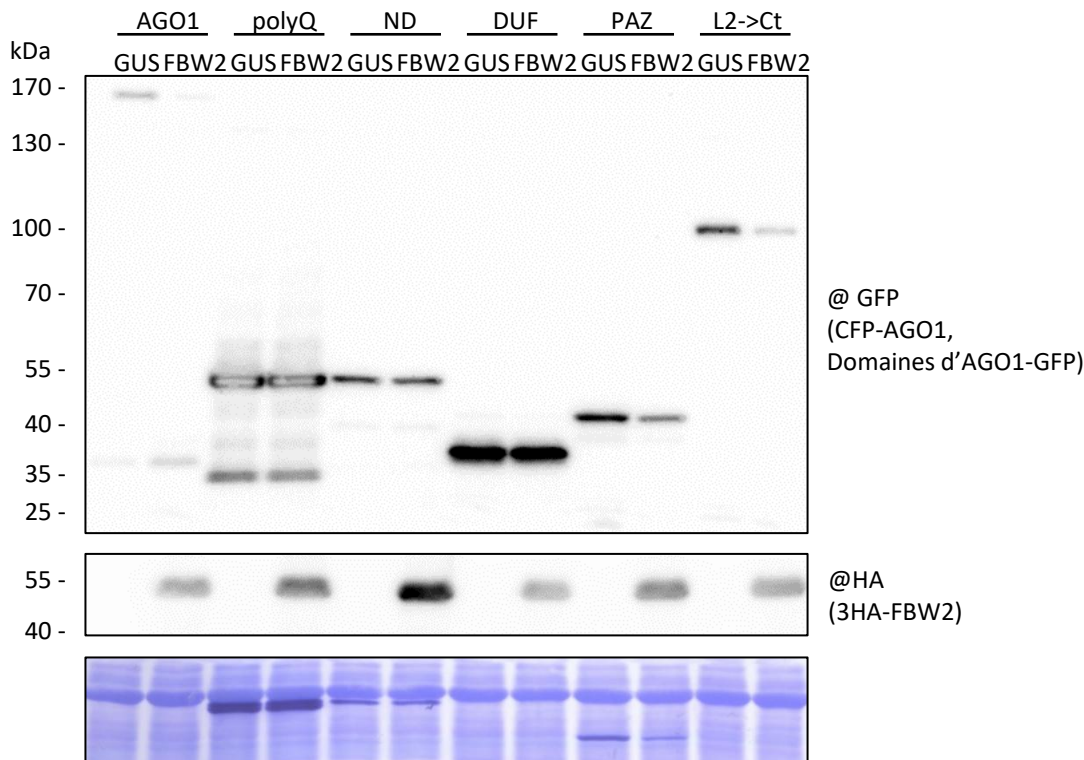 AGO1 polyQ ND DUF PAZ L2->Ct
kDa
GUS FBW2 GUS FBW2 GUS FBW2 GUS FBW2 GUS FBW2 GUS FBW2
170 -
130 -
100 -
70 -
55 -
40 -
35 -
25 -
@ GFP
(CFP-AGO1,
Domaines d’AGO1-GFP)
55 -
40 -
@HA
(3HA-FBW2)